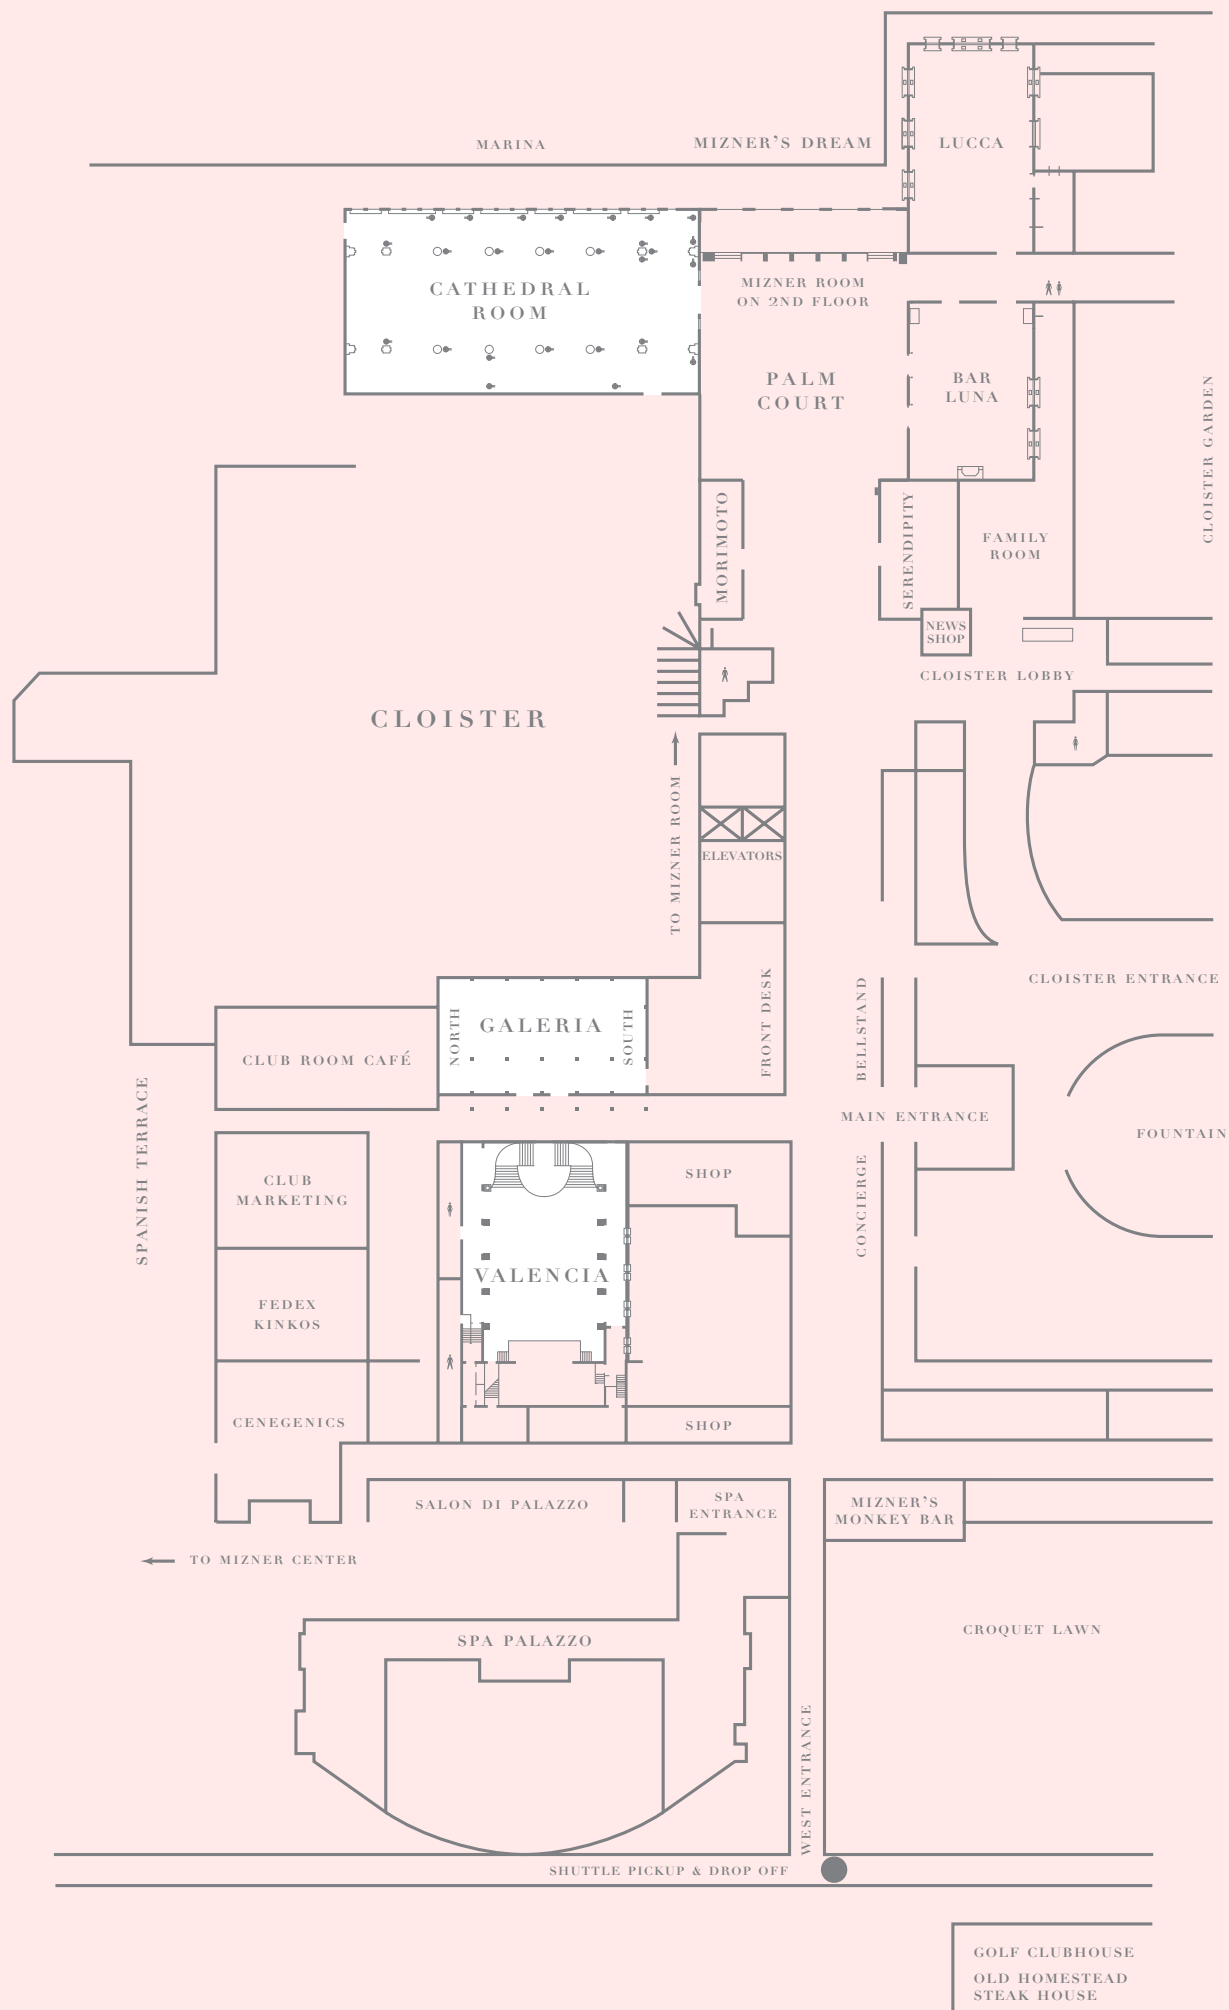 MARINA
MIZNER’S DREAM
LUCCA
CATHEDRAL
ROOM
MIZNER ROOM
ON 2ND FLOOR
PALM
COURT
BAR
LUNA
CLOISTER GARDEN
MORIMOTO
SERENDIPITY
FAMILY
ROOM
NEWS
SHOP
CLOISTER LOBBY
CLOISTER
TO MIZNER ROOM
ELEVATORS
FRONT DESK
BELLSTAND
CLOISTER ENTRANCE
NORTH
GALERIA
SOUTH
CLUB ROOM CAFÉ
MAIN ENTRANCE
FOUNTAIN
SPANISH TERRACE
CLUB
MARKETING
SHOP
CONCIERGE
VALENCIA
FEDEX
KINKOS
CENEGENICS
SHOP
SALON DI PALAZZO
SPA
ENTRANCE
MIZNER’S
MONKEY BAR
TO MIZNER CENTER
SPA PALAZZO
CROQUET LAWN
WEST ENTRANCE
SHUTTLE PICKUP & DROP OFF
GOLF CLUBHOUSE
OLD HOMESTEAD
STEAK HOUSE